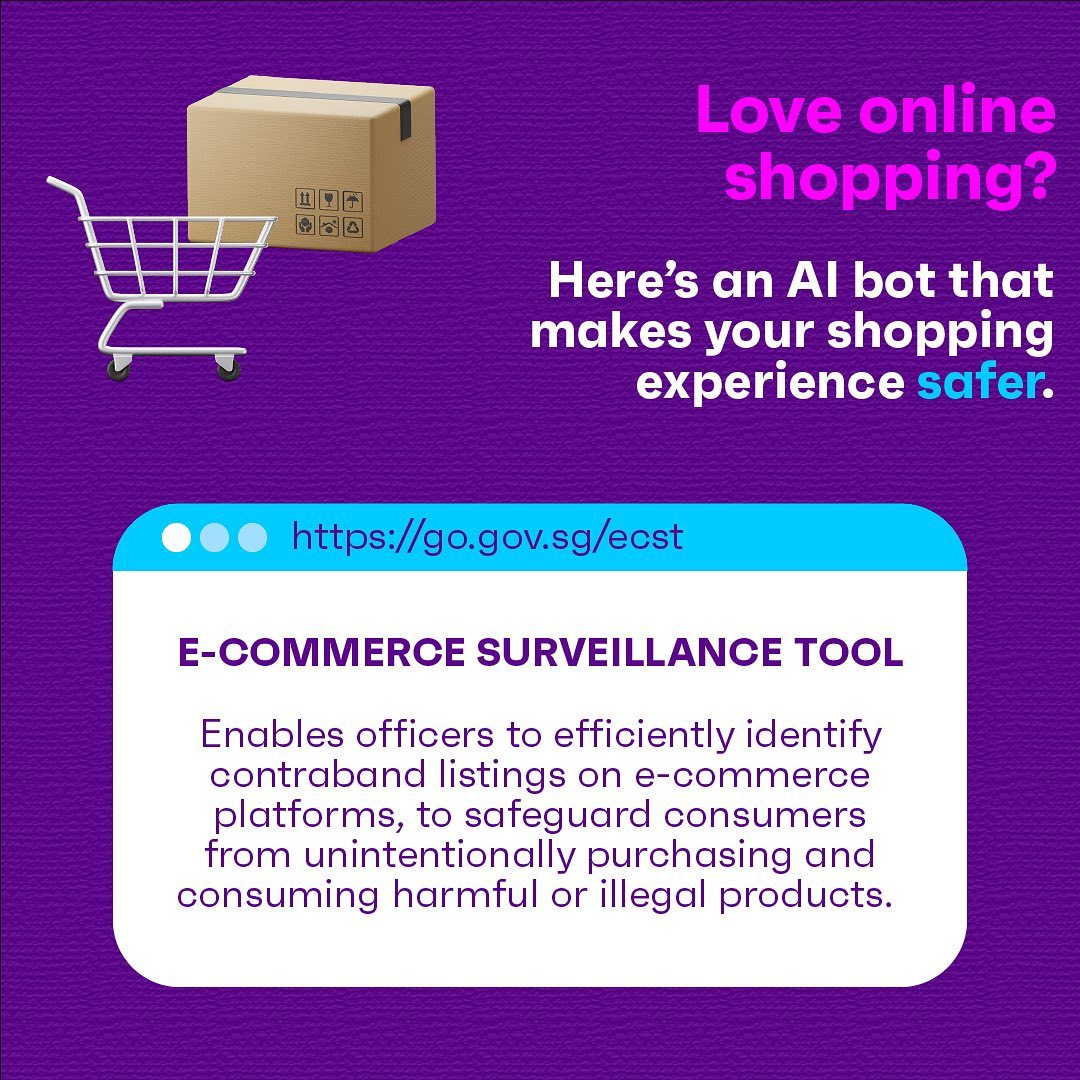 Love online
shopping?
Here’s an AI bot that
makes your shopping
experience safer.
https://go.gov.sg/ecst
E-COMMERCE SURVEILLANCE TOOL
Enables officers to efficiently identify
contraband listings on e-commerce
platforms, to safeguard consumers
from unintentionally purchasing and
consuming harmful or illegal products.